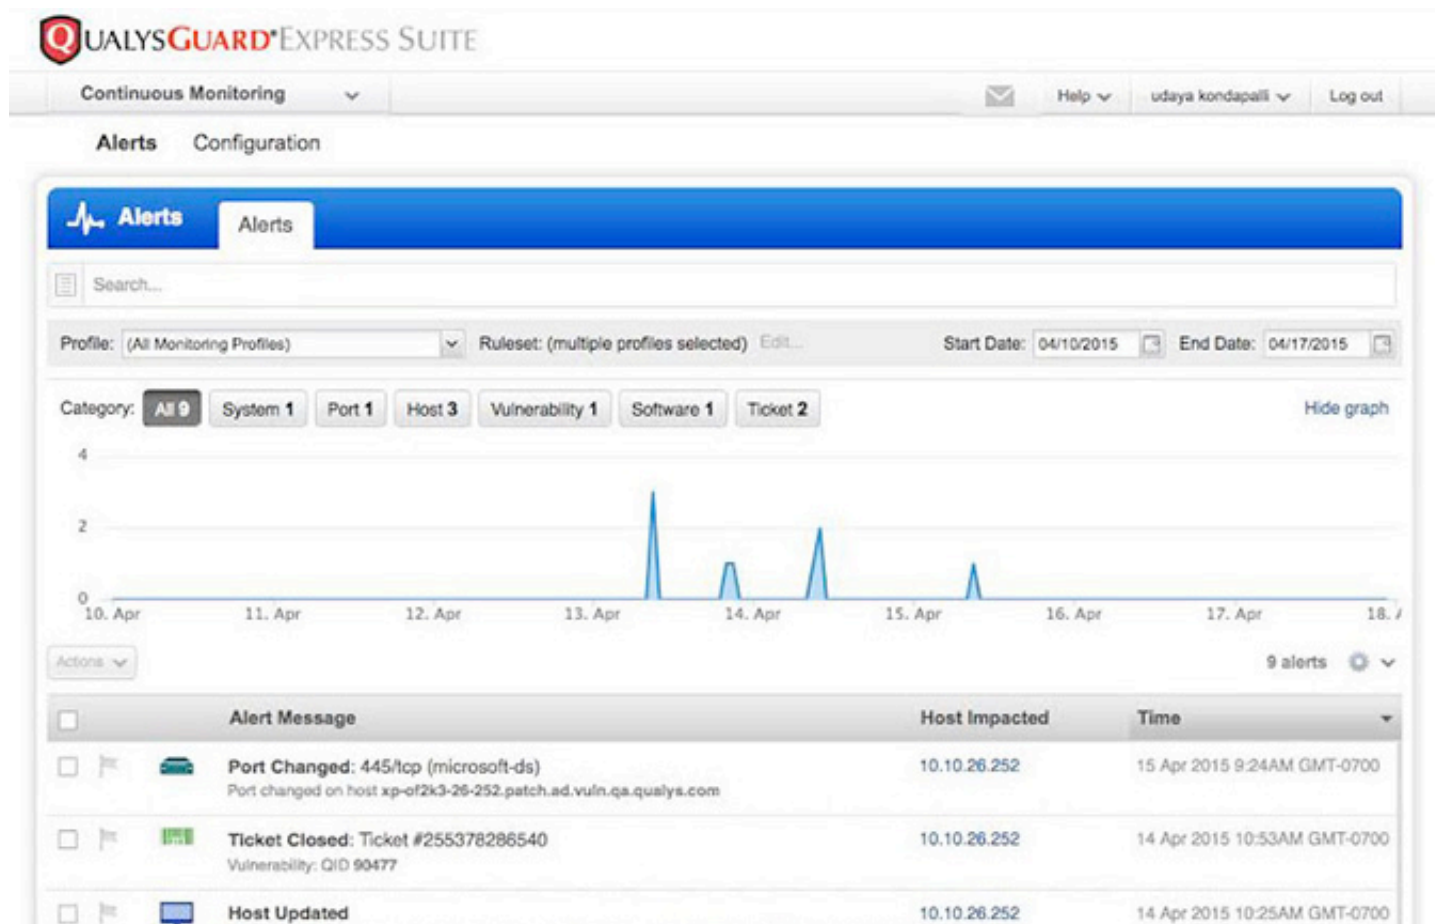 QUALYSGUARD® EXPRESS SUITE
Continuous Monitoring
Help
udaya kondapalli
Log out
Alerts Configuration
Alerts Alerts
Search...
Profile: (All Monitoring Profiles) Ruleset: (multiple profiles selected) Edit... Start Date: 04/10/2015 End Date: 04/17/2015
Category: All 9 System 1 Port 1 Host 3 Vulnerability 1 Software 1 Ticket 2 Hide graph
4
2
0
10. Apr 11. Apr 12. Apr 13. Apr 14. Apr 15. Apr 16. Apr 17. Apr 18.
Actions 9 alerts
Alert Message Host Impacted Time
Port Changed: 445/tcp (microsoft-ds) 10.10.26.252 15 Apr 2015 9:24AM GMT-0700
Port changed on host xp-of2k3-26-252.patch.ad.vuln.qa.qualys.com
Ticket Closed: Ticket #255378286540 10.10.26.252 14 Apr 2015 10:53AM GMT-0700
Vulnerability: QID 90477
Host Updated 10.10.26.252 14 Apr 2015 10:25AM GMT-0700